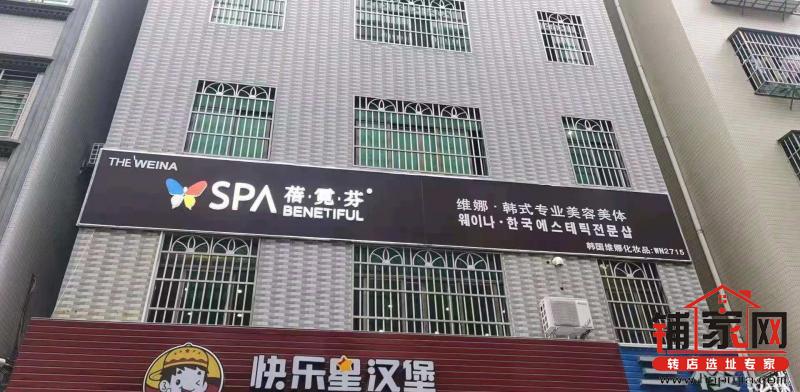 THE WEINA
SPA 蓓·霓·芬®
BENETIFUL
维娜·韩式专业美容美体
웨이나·한국에스테틱전문샵
韩国维娜化妆品:WN2715
快乐星汉堡
铺家网
转店选址专家